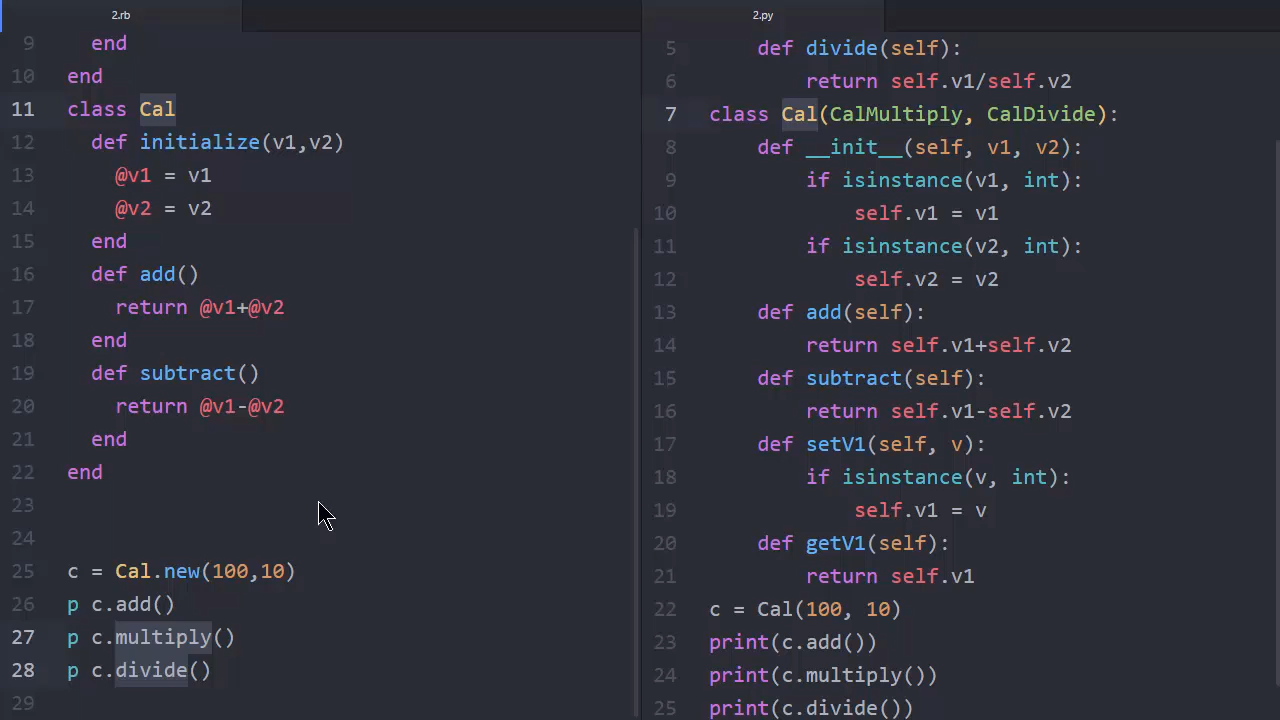 2.rb
9 end
10 end
11 class Cal
12 def initialize(v1,v2)
13 @v1 = v1
14 @v2 = v2
15 end
16 def add()
17 return @v1+@v2
18 end
19 def subtract()
20 return @v1-@v2
21 end
22 end
23
24
25 c = Cal.new(100,10)
26 p c.add()
27 p c.multiply()
28 p c.divide()
29
2.py
5 def divide(self):
6 return self.v1/self.v2
7 class Cal(CalMultiply, CalDivide):
8 def __init__(self, v1, v2):
9 if isinstance(v1, int):
10 self.v1 = v1
11 if isinstance(v2, int):
12 self.v2 = v2
13 def add(self):
14 return self.v1+self.v2
15 def subtract(self):
16 return self.v1-self.v2
17 def setV1(self, v):
18 if isinstance(v, int):
19 self.v1 = v
20 def getV1(self):
21 return self.v1
22 c = Cal(100, 10)
23 print(c.add())
24 print(c.multiply())
25 print(c.divide())